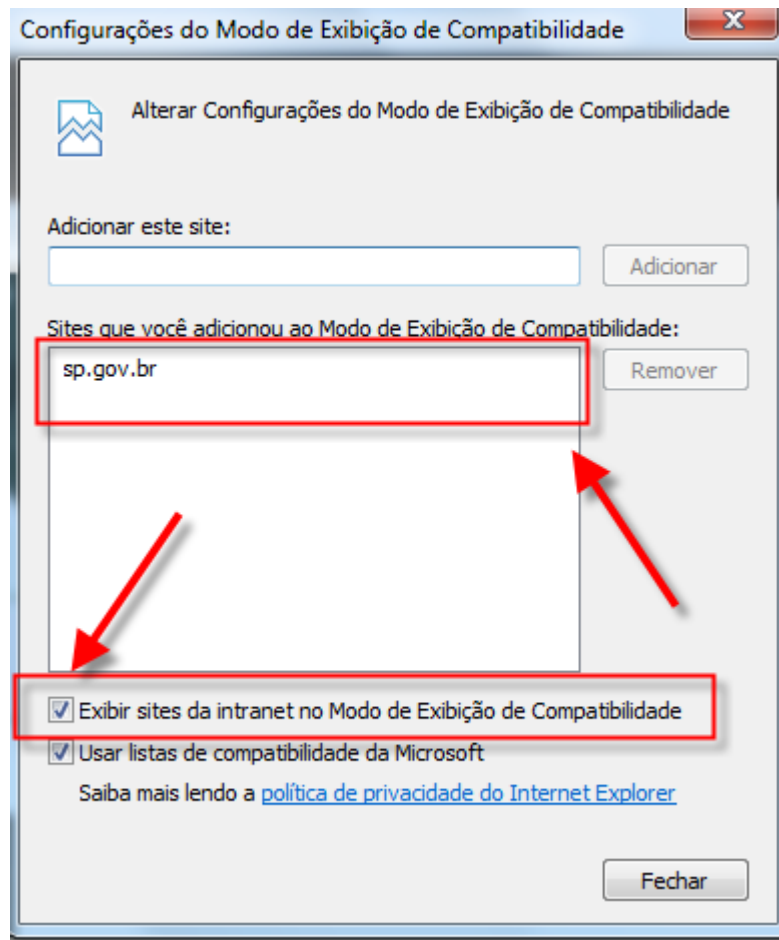 Configurações do Modo de Exibição de Compatibilidade
Alterar Configurações do Modo de Exibição de Compatibilidade
Adicionar este site:
Adicionar
Sites que você adicionou ao Modo de Exibição de Compatibilidade:
sp.gov.br
Remover
Exibir sites da intranet no Modo de Exibição de Compatibilidade
Usar listas de compatibilidade da Microsoft
Saiba mais lendo a política de privacidade do Internet Explorer
Fechar